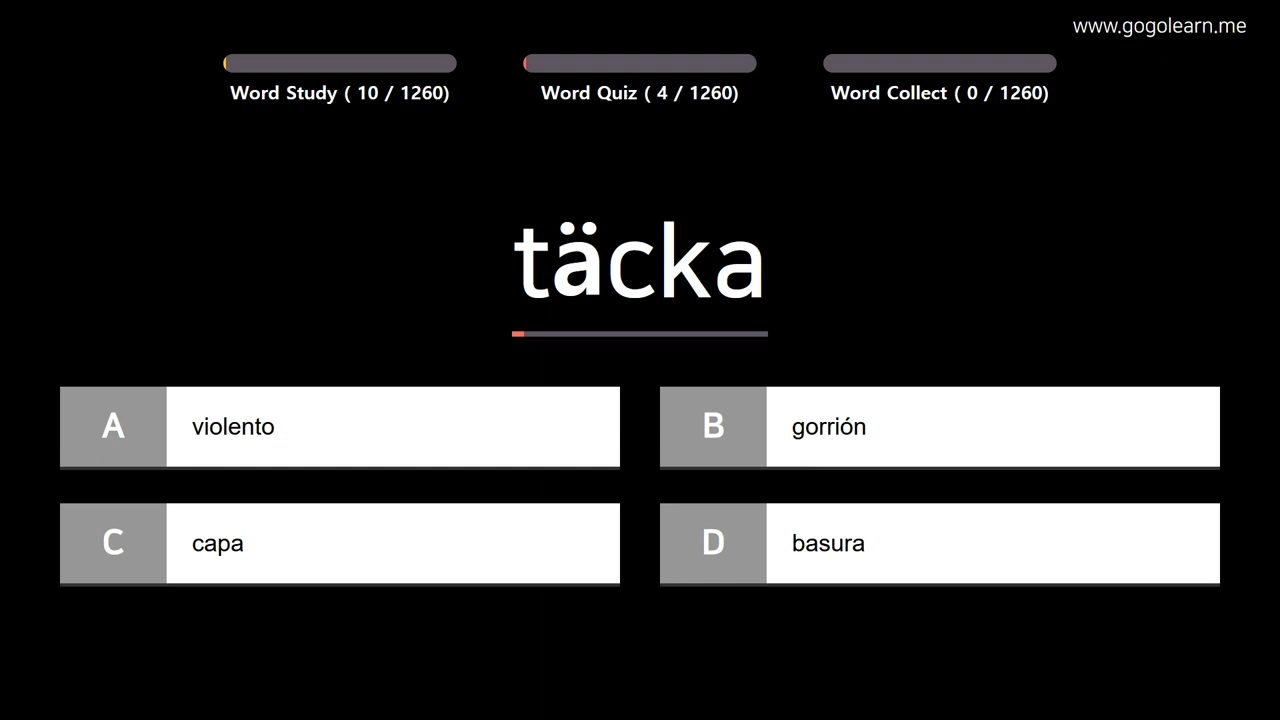 www.gogolearn.me
Word Study ( 10 / 1260)
Word Quiz ( 4 / 1260)
Word Collect ( 0 / 1260)
täcka
A violento
B gorrión
C capa
D basura